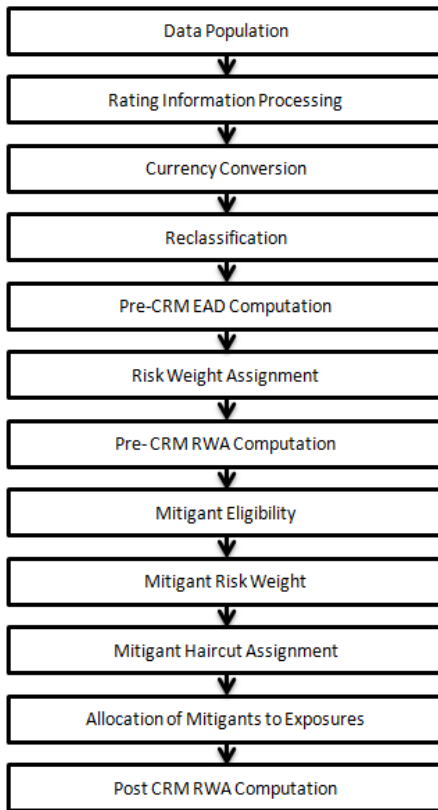 Data Population
Rating Information Processing
Currency Conversion
Reclassification
Pre-CRM EAD Computation
Risk Weight Assignment
Pre- CRM RWA Computation
Mitigant Eligibility
Mitigant Risk Weight
Mitigant Haircut Assignment
Allocation of Mitigants to Exposures
Post CRM RWA Computation